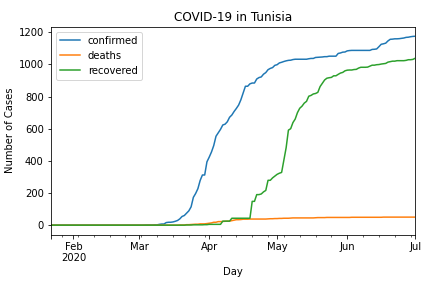 COVID-19 in Tunisia
confirmed
deaths
recovered
Number of Cases
1200
1000
800
600
400
200
0
Feb
2020
Mar
Apr
May
Jun
Jul
Day